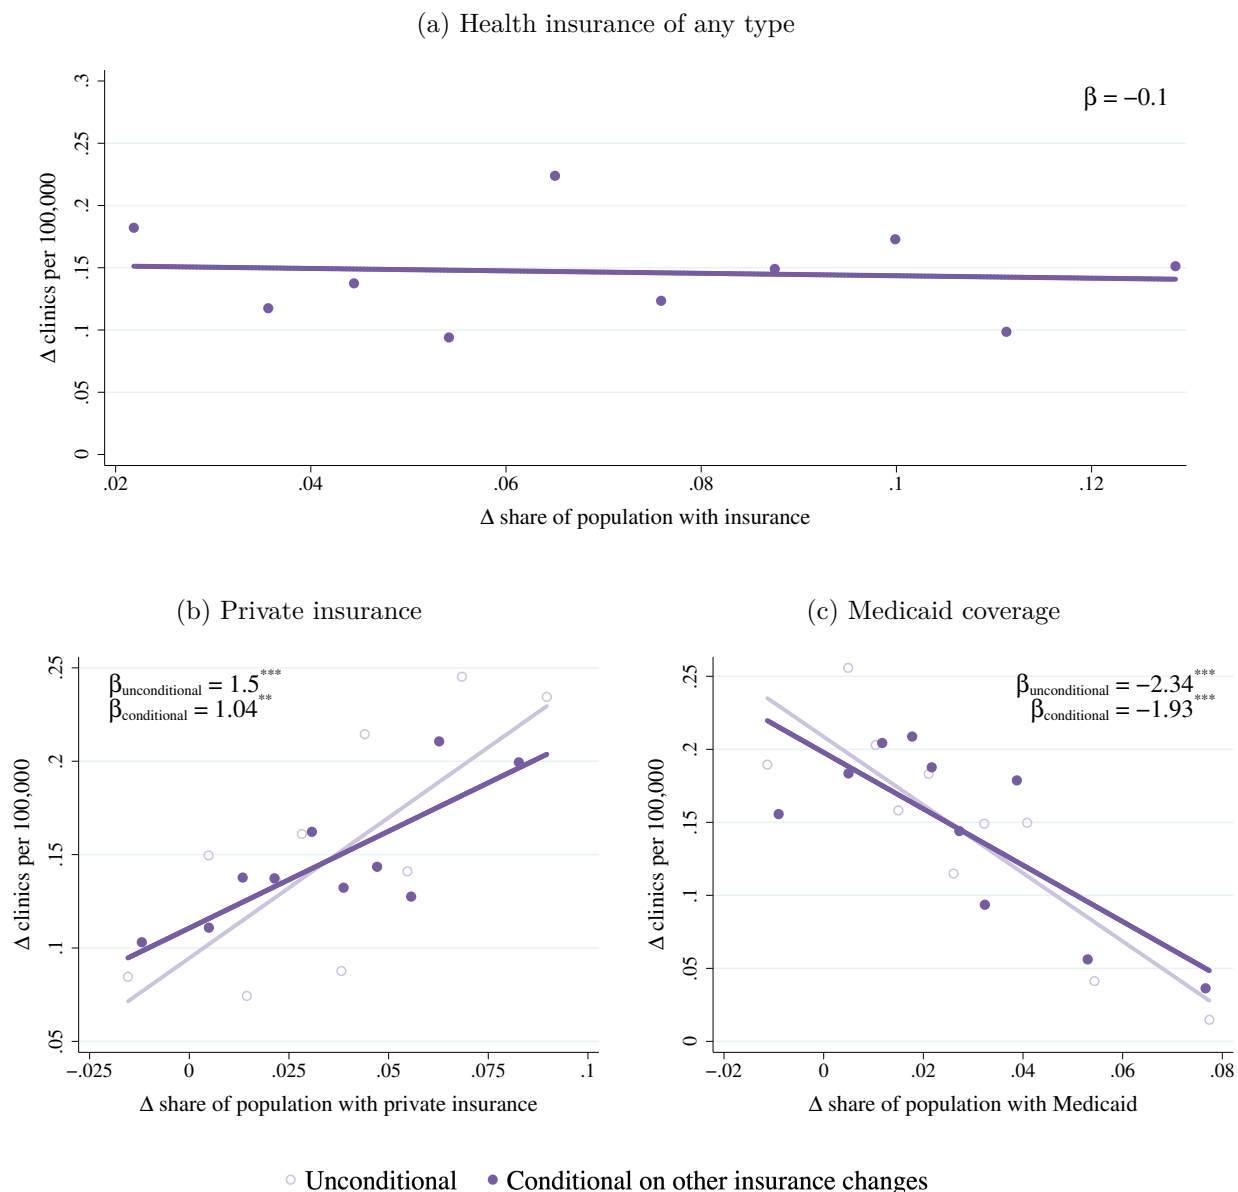 (a) Health insurance of any type
β = −0.1
Δ clinics per 100,000
.3
.25
.2
.15
.1
.05
0
.02 .04 .06 .08 .1 .12
Δ share of population with insurance
(b) Private insurance
βunconditional = 1.5***
βconditional = 1.04**
Δ clinics per 100,000
.25
.2
.15
.1
.05
−.025 0 .025 .05 .075 .1
Δ share of population with private insurance
(c) Medicaid coverage
βunconditional = −2.34***
βconditional = −1.93***
Δ clinics per 100,000
.25
.2
.15
.1
.05
0
−.02 0 .02 .04 .06 .08
Δ share of population with Medicaid
Unconditional Conditional on other insurance changes